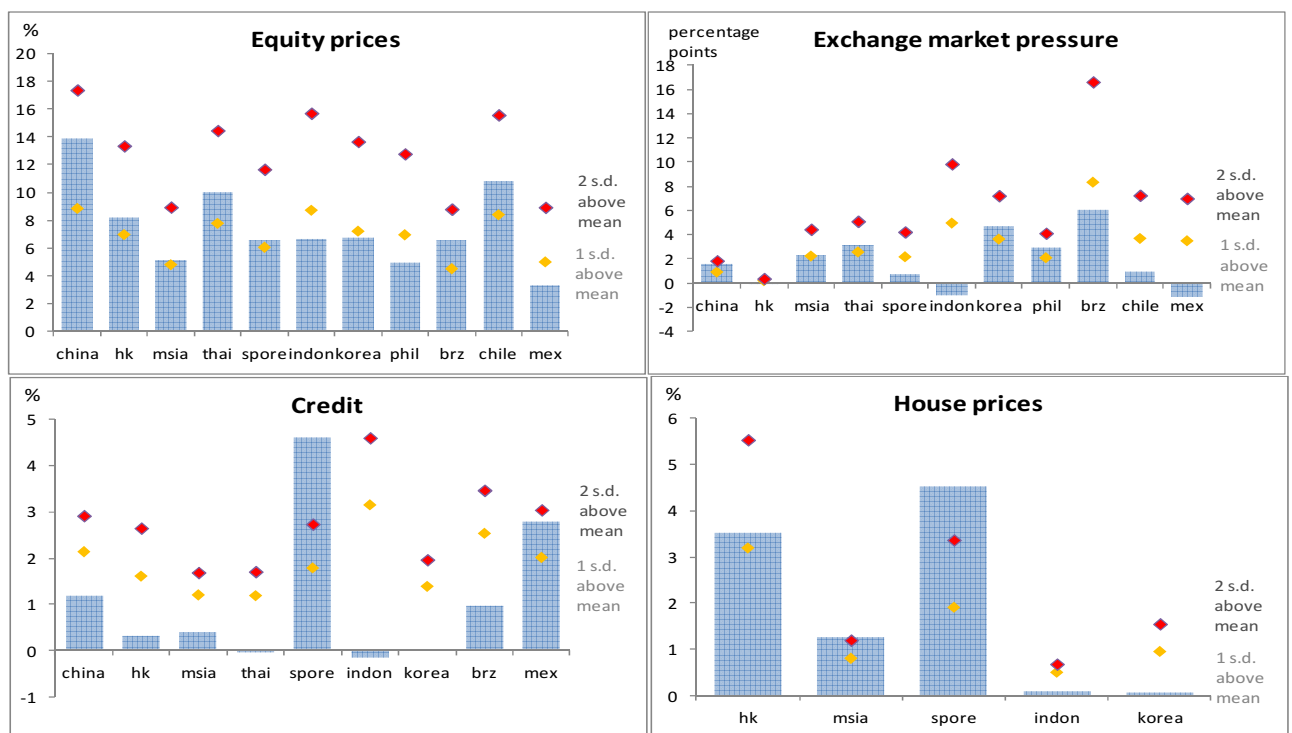 %
Equity prices
20
18
16
14
12
10
8
6
4
2
0
2 s.d.
above
mean
1 s.d.
above
mean
china hk msia thai spore indon korea phil brz chile mex
percentage
points
Exchange market pressure
18
16
14
12
10
8
6
4
2
0
-2
-4
2 s.d.
above
mean
1 s.d.
above
mean
china hk msia thai spore indon korea phil brz chile mex
%
Credit
5
4
3
2
1
0
-1
2 s.d.
above
mean
1 s.d.
above
mean
china hk msia thai spore indon korea brz mex
%
House prices
6
5
4
3
2
1
0
2 s.d.
above
mean
1 s.d.
above
mean
hk msia spore indon korea